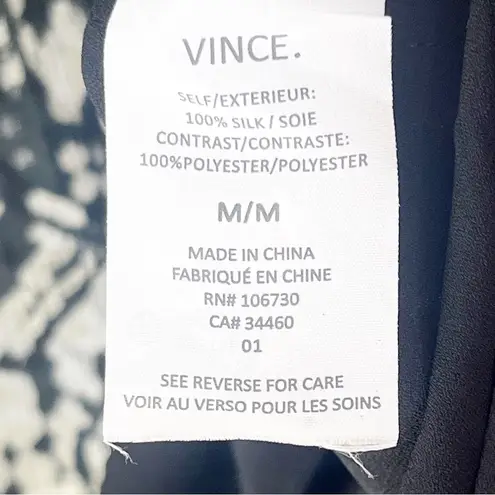 VINCE.
SELF/EXTERIEUR:
100% SILK / SOIE
CONTRAST/CONTRASTE:
100%POLYESTER/POLYESTER
M/M
MADE IN CHINA
FABRIQUÉ EN CHINE
RN# 106730
CA# 34460
01
SEE REVERSE FOR CARE
VOIR AU VERSO POUR LES SOINS